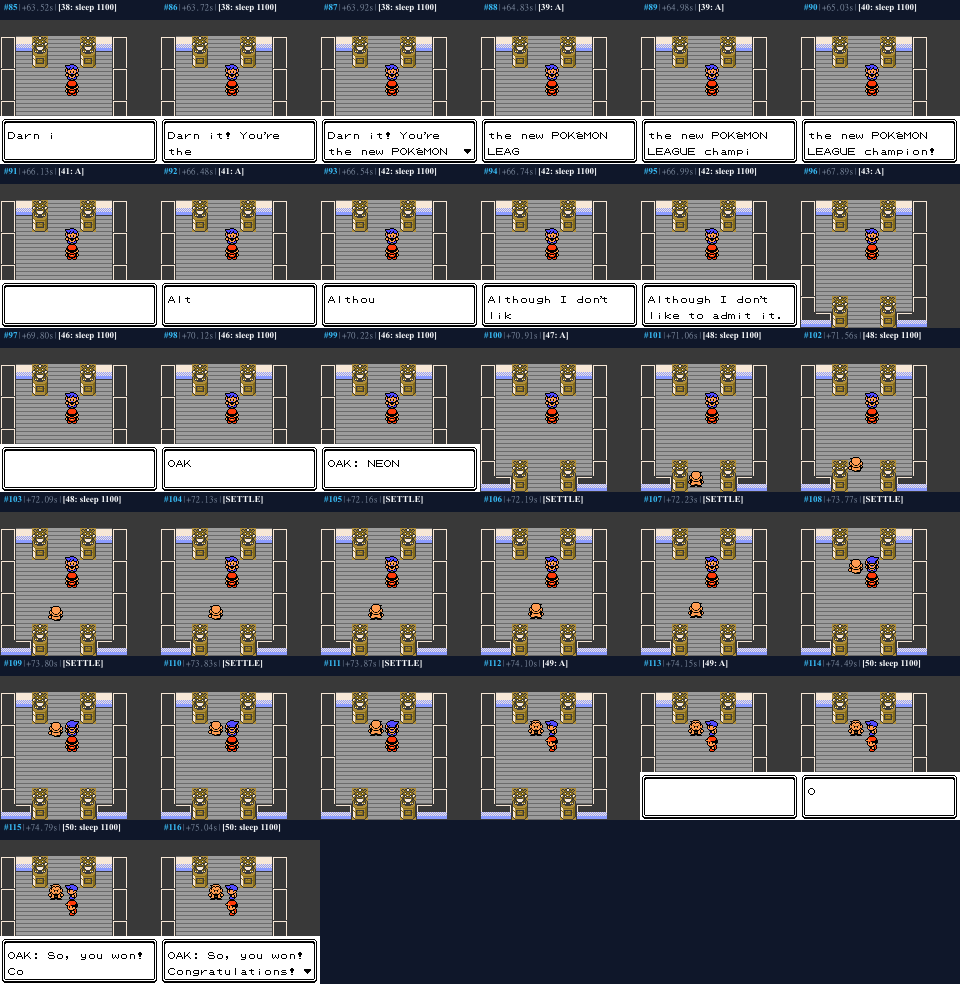 #85|+63.52s| [38: sleep 1100]
#86|+63.72s| [38: sleep 1100]
#87|+63.92s| [38: sleep 1100]
#88|+64.83s| [39: A]
#89|+64.98s| [39: A]
#90|+65.03s| [40: sleep 1100]
Darn i
Darn it! You're
the
Darn it! You're
the new POKéMON ▼
the new POKéMON
LEAG
the new POKéMON
LEAGUE champi
the new POKéMON
LEAGUE champion!
#91|+66.13s| [41: A]
#92|+66.48s| [41: A]
#93|+66.54s| [42: sleep 1100]
#94|+66.74s| [42: sleep 1100]
#95|+66.99s| [42: sleep 1100]
#96|+67.89s| [43: A]
Alt
Althou
Although I don't
lik
Although I don't
like to admit it.
#97|+69.80s| [46: sleep 1100]
#98|+70.12s| [46: sleep 1100]
#99|+70.22s| [46: sleep 1100]
#100|+70.91s| [47: A]
#101|+71.06s| [48: sleep 1100]
#102|+71.56s| [48: sleep 1100]
OAK
OAK: NEON
#103|+72.09s| [48: sleep 1100]
#104|+72.13s| [SETTLE]
#105|+72.16s| [SETTLE]
#106|+72.19s| [SETTLE]
#107|+72.23s| [SETTLE]
#108|+73.77s| [SETTLE]
#109|+73.80s| [SETTLE]
#110|+73.83s| [SETTLE]
#111|+73.87s| [SETTLE]
#112|+74.10s| [49: A]
#113|+74.15s| [49: A]
#114|+74.49s| [50: sleep 1100]
O
#115|+74.79s| [50: sleep 1100]
#116|+75.04s| [50: sleep 1100]
OAK: So, you won!
Co
OAK: So, you won!
Congratulations! ▼